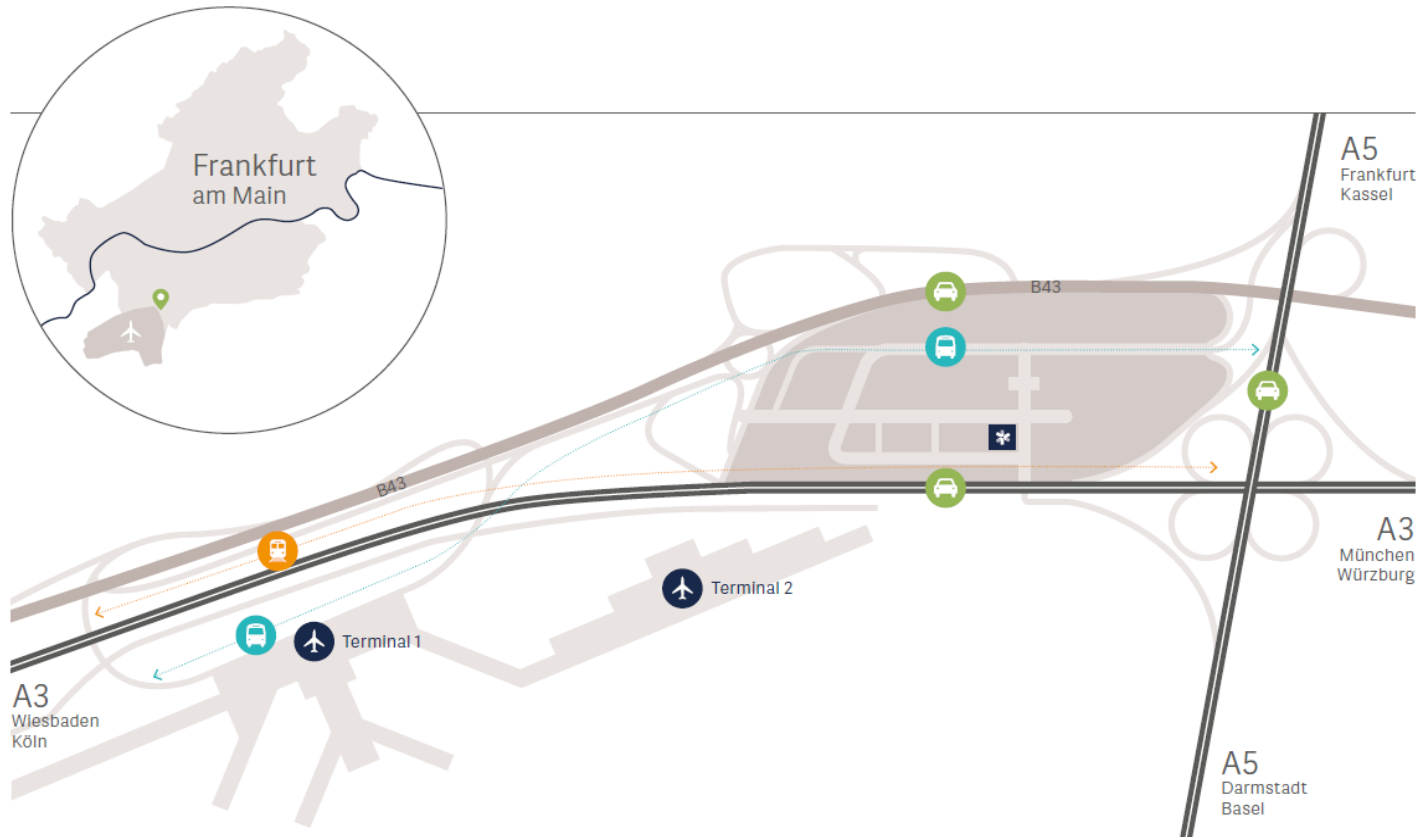 Frankfurt
am Main
A5
Frankfurt
Kassel
B43
B43
A3
München
Würzburg
Terminal 2
Terminal 1
A3
Wiesbaden
Köln
A5
Darmstadt
Basel